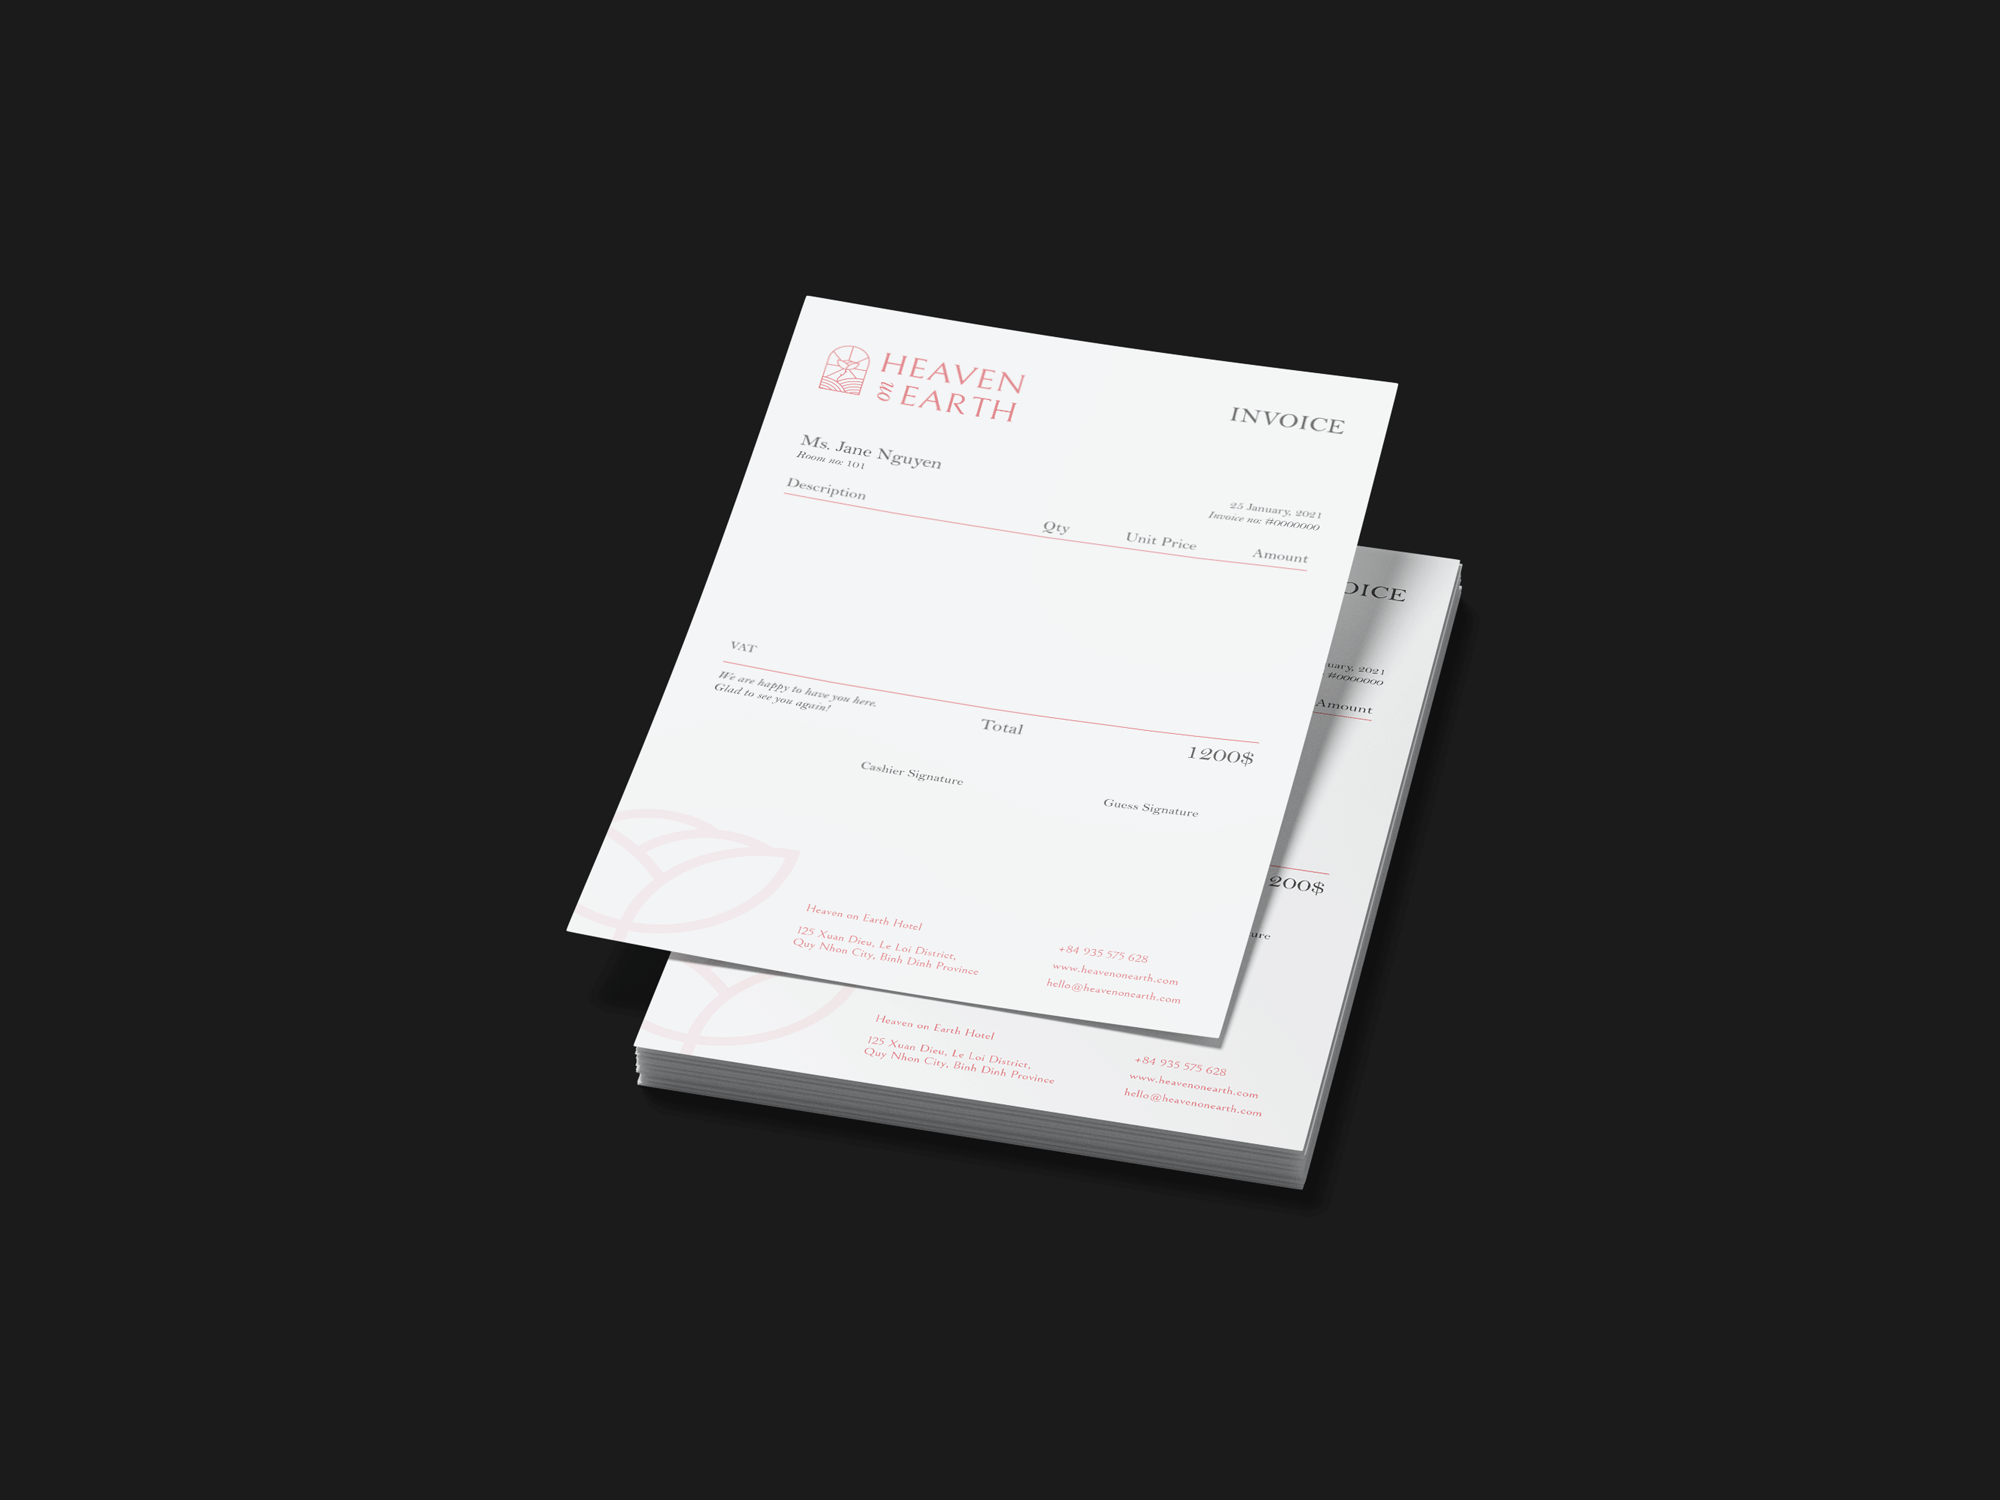 HEAVEN
on EARTH
INVOICE
Ms. Jane Nguyen
Room no: 101
25 January, 2021
Invoice no: #0000000
Description Qty Unit Price Amount
VAT
We are happy to have you here.
Glad to see you again!
Total 1200$
Cashier Signature
Guess Signature
Heaven on Earth Hotel
125 Xuan Dieu, Le Loi District,
Quy Nhon City, Binh Dinh Province
+84 935 575 628
www.heavenonearth.com
hello@heavenonearth.com
OICE
uary, 2021
#0000000
Amount
200$
ure
Heaven on Earth Hotel
125 Xuan Dieu, Le Loi District,
Quy Nhon City, Binh Dinh Province
+84 935 575 628
www.heavenonearth.com
hello@heavenonearth.com